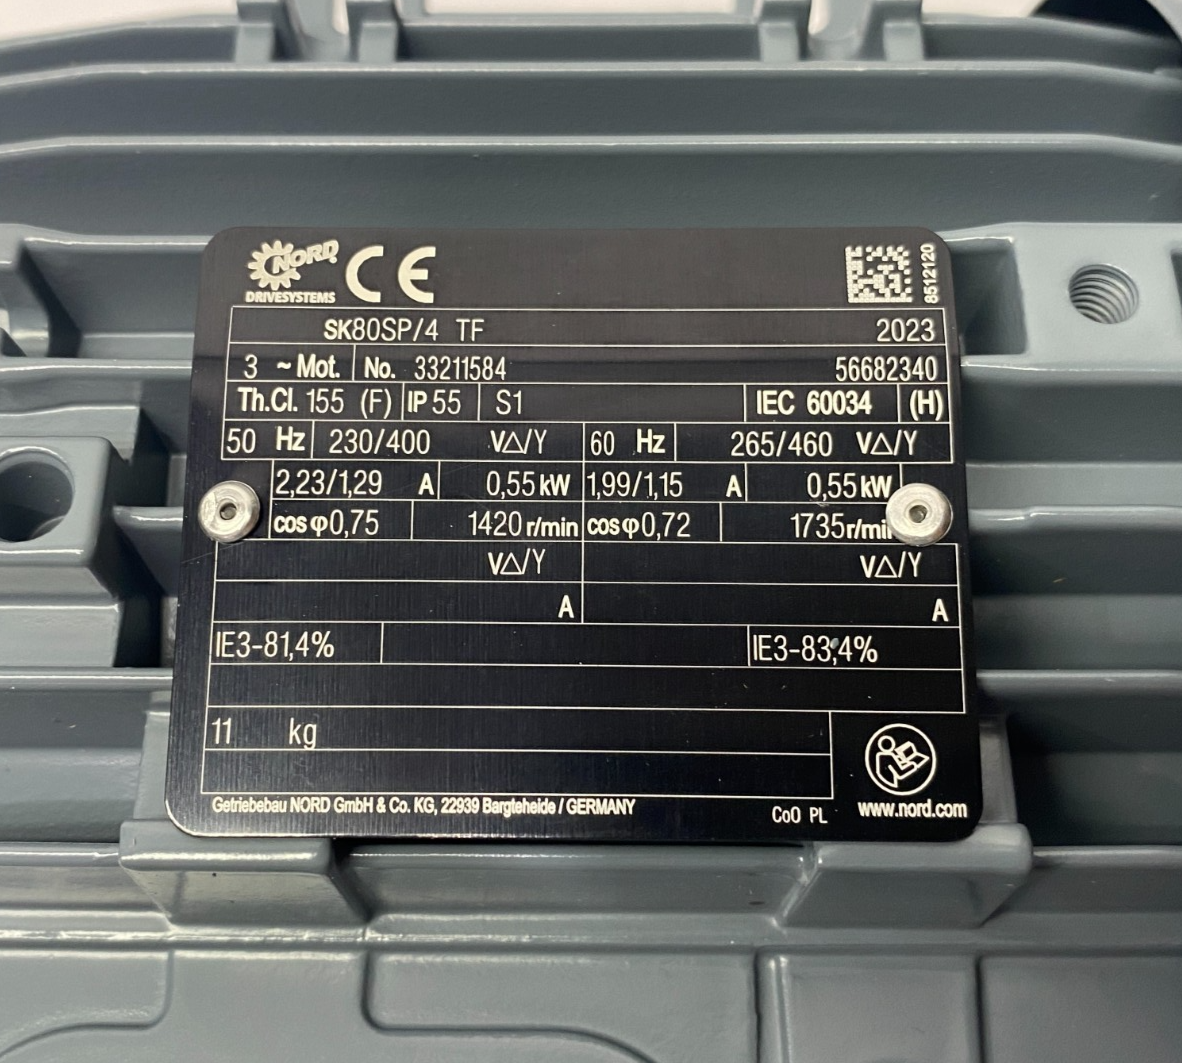 NORD
DRIVESYSTEMS
CE
8512120
SK80SP/4 TF 2023
3 ~ Mot. No. 33211584 56682340
Th.Cl. 155 (F) IP 55 S1 IEC 60034 (H)
50 Hz 230/400 V△/Y 60 Hz 265/460 V△/Y
2,23/1,29 A 0,55 kW 1,99/1,15 A 0,55 kW
cos φ 0,75 1420 r/min cos φ 0,72 1735 r/min
V△/Y V△/Y
A A
IE3-81,4% IE3-83,4%
11 kg
Getriebebau NORD GmbH & Co. KG, 22939 Bargteheide / GERMANY
CoO PL
www.nord.com